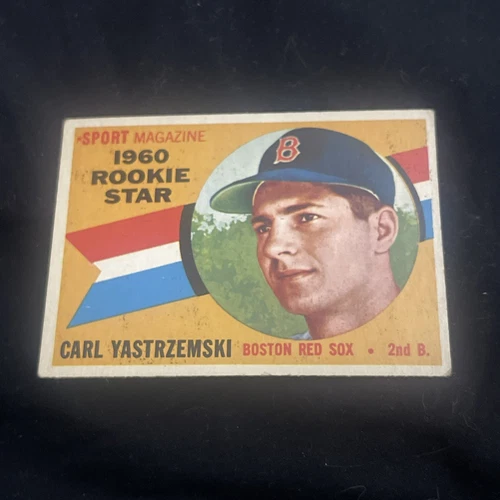 •SPORT MAGAZINE
1960
ROOKIE
STAR
B
CARL YASTRZEMSKI BOSTON RED SOX • 2nd B.